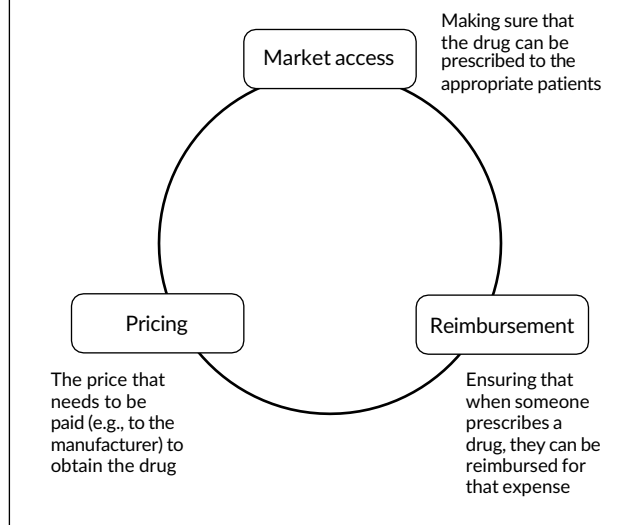 Market access
Making sure that
the drug can be
prescribed to the
appropriate patients
Pricing
The price that
needs to be
paid (e.g., to the
manufacturer) to
obtain the drug
Reimbursement
Ensuring that
when someone
prescribes a
drug, they can be
reimbursed for
that expense